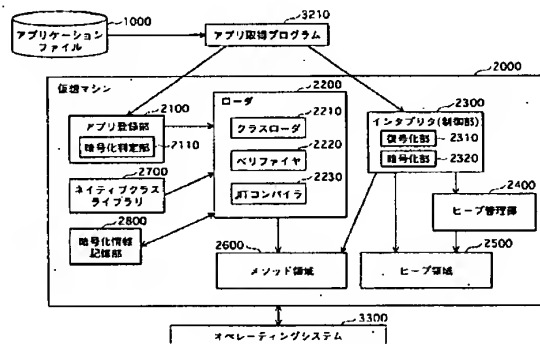 1000
アプリケーション
ファイル
3210
アプリ取得プログラム
2000
仮想マシン
2100
アプリ登録部
暗号化判定部
2110
2700
ネイティブクラス
ライブラリ
2800
暗号化情報
記憶部
2200
ローダ
2210
クラスローダ
2220
ベリファイヤ
2230
JITコンパイラ
2300
インタプリタ(制御部)
復号化部
2310
暗号化部
2320
2400
ヒープ管理部
2600
メソッド領域
2500
ヒープ領域
3300
オペレーティングシステム